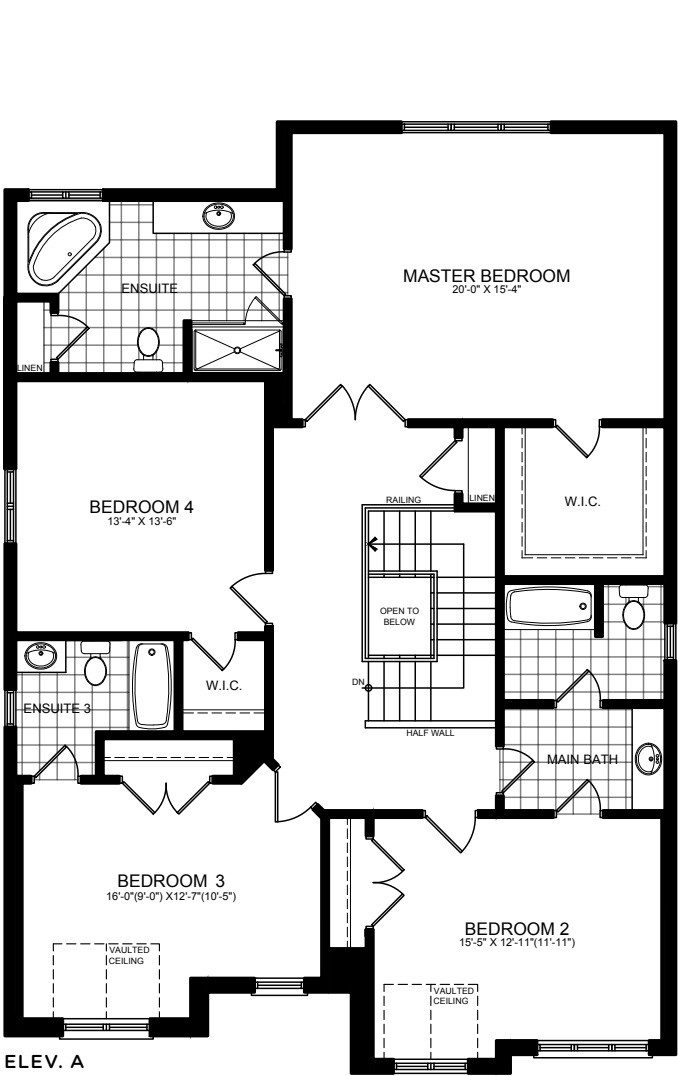 MASTER BEDROOM
20'-0" X 15'-4"
ENSUITE
LINEN
BEDROOM 4
13'-4" X 13'-6"
RAILING
LINEN
W.I.C.
OPEN TO
BELOW
DN
HALF WALL
W.I.C.
ENSUITE 3
MAIN BATH
BEDROOM 3
16'-0"(9'-0") X12'-7"(10'-5")
VAULTED
CEILING
BEDROOM 2
15'-5" X 12'-11"(11'-11")
VAULTED
CEILING
ELEV. A